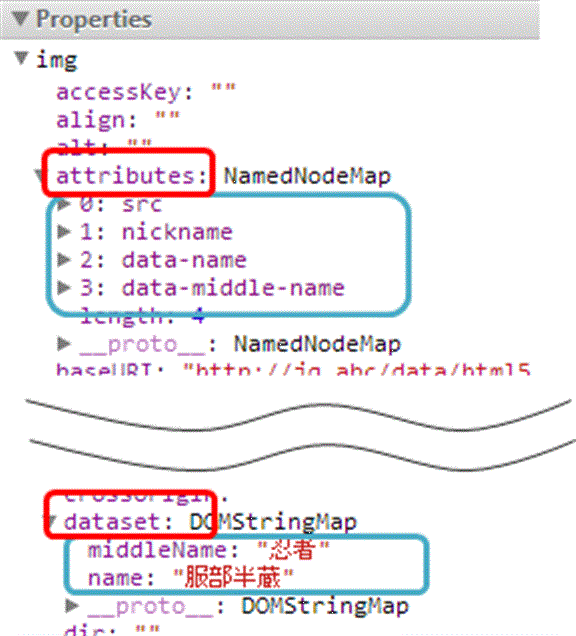 Properties
img
accessKey: ""
align: ""
alt: ""
attributes: NamedNodeMap
0: src
1: nickname
2: data-name
3: data-middle-name
length: 4
__proto__: NamedNodeMap
baseURI: "http://jq.abc/data/html5
crossOrigin:
dataset: DOMStringMap
middleName: "忍者"
name: "服部半蔵"
__proto__: DOMStringMap
dir: ""